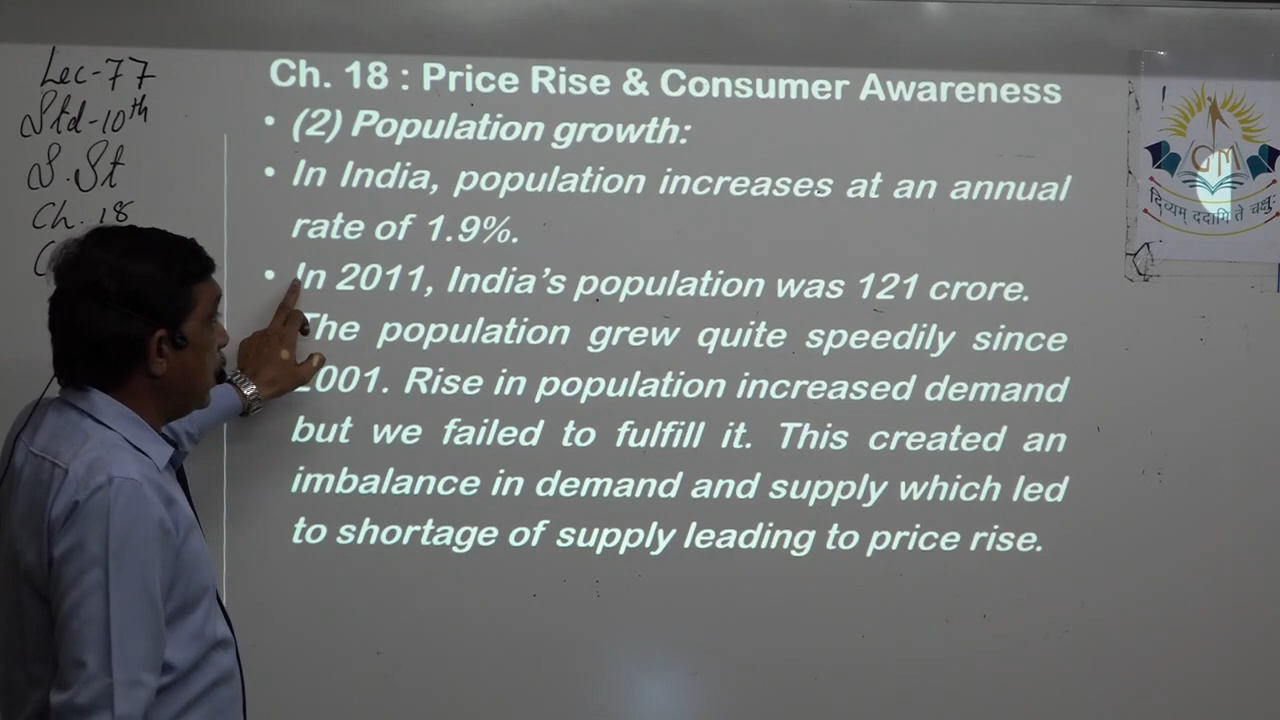 Lec-77
Std-10th
S.St
Ch. 18
Ch. 18 : Price Rise & Consumer Awareness
• (2) Population growth:
• In India, population increases at an annual
rate of 1.9%.
• In 2011, India's population was 121 crore.
The population grew quite speedily since
2001. Rise in population increased demand
but we failed to fulfill it. This created an
imbalance in demand and supply which led
to shortage of supply leading to price rise.
GM
दिव्यम् ददामि ते चक्षुः